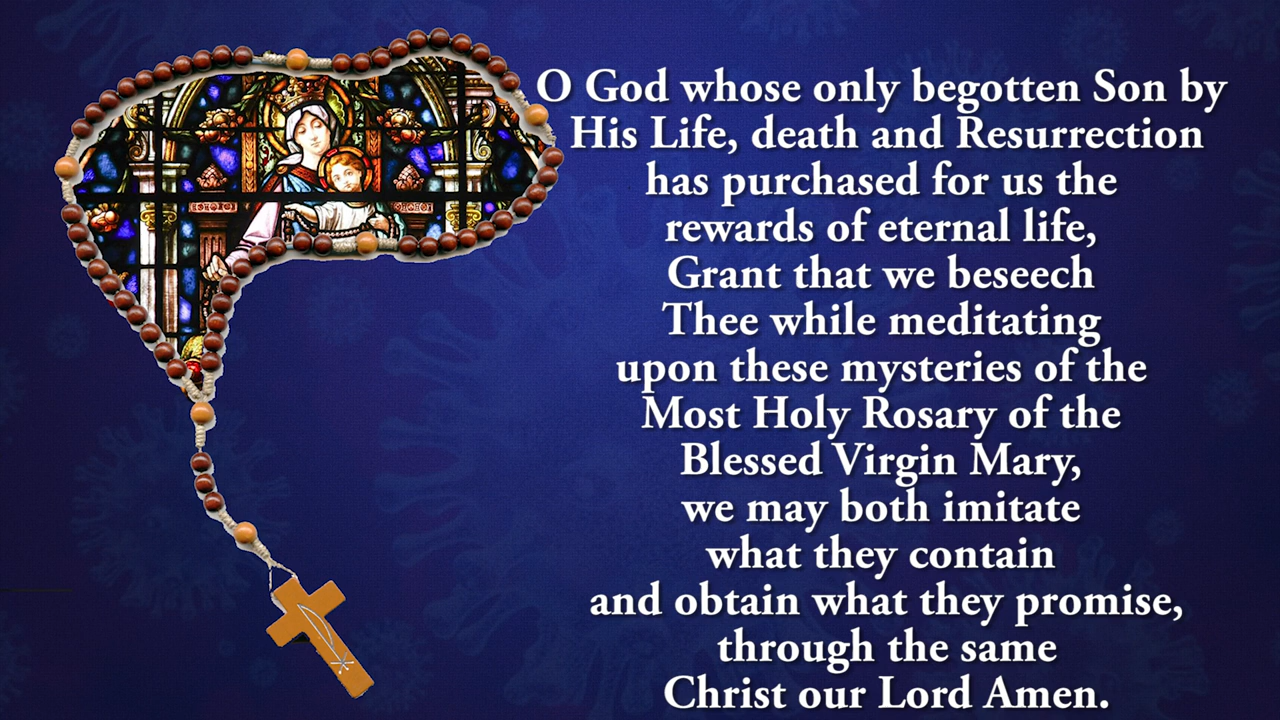 O God whose only begotten Son by
His Life, death and Resurrection
has purchased for us the
rewards of eternal life,
Grant that we beseech
Thee while meditating
upon these mysteries of the
Most Holy Rosary of the
Blessed Virgin Mary,
we may both imitate
what they contain
and obtain what they promise,
through the same
Christ our Lord Amen.